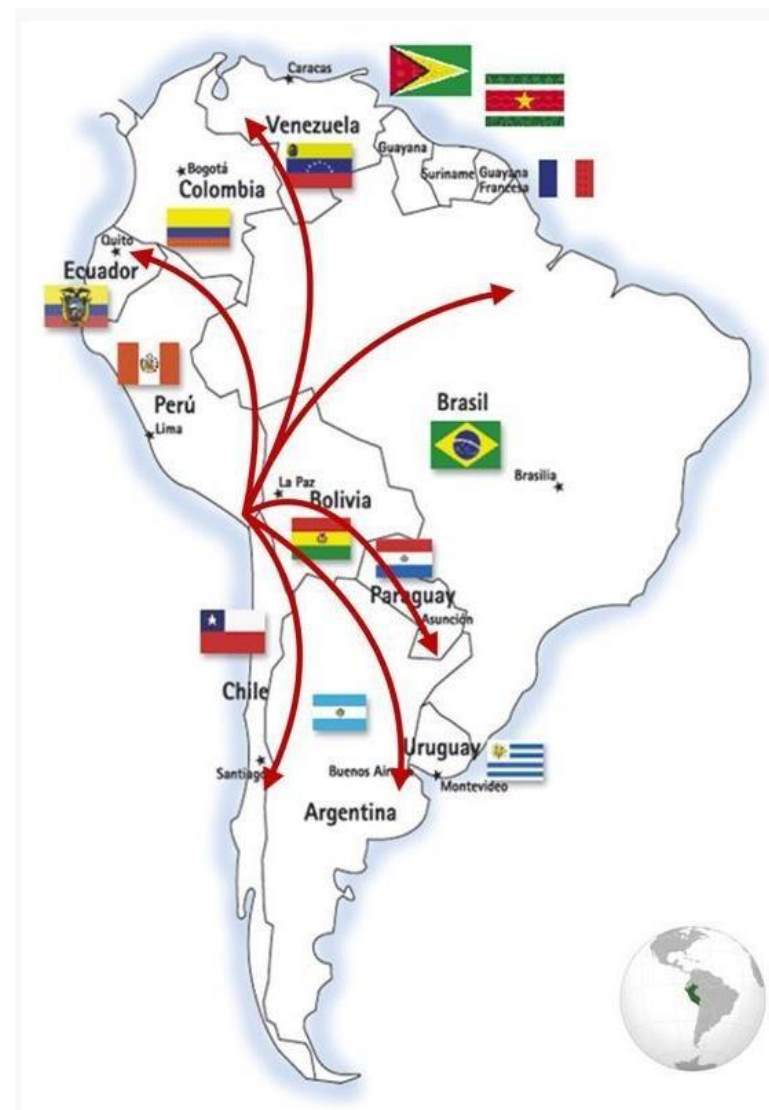 Caracas
Venezuela
Guayana
Suriname
Guayana
Francesa
Bogotá
Colombia
Quito
Ecuador
Perú
Lima
Brasil
Brasilia
La Paz
Bolivia
Paraguay
Asunción
Chile
Santiago
Uruguay
Buenos Aires
Montevideo
Argentina